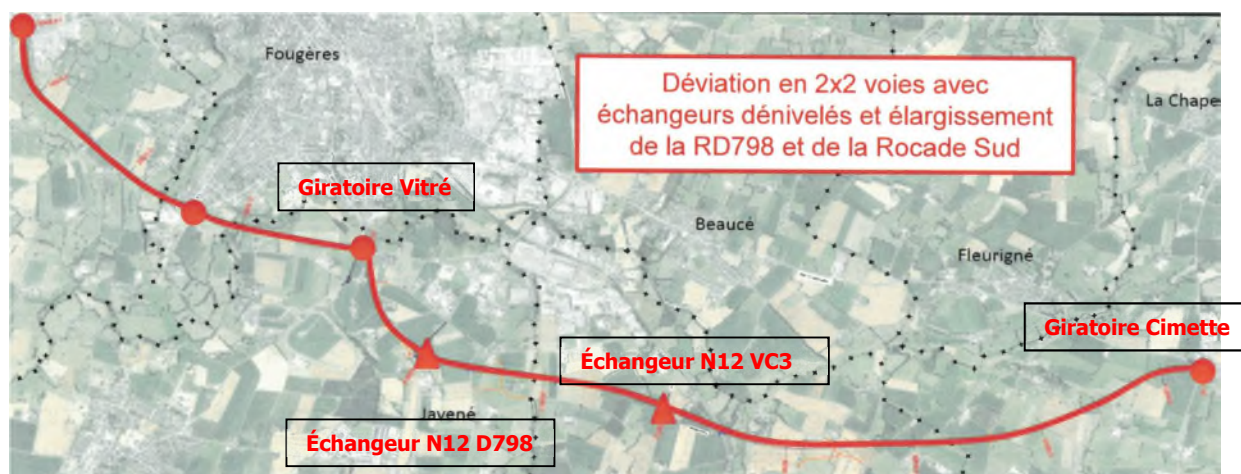 Fougères
Déviation en 2x2 voies avec
échangeurs dénivelés et élargissement
de la RD798 et de la Rocade Sud
La Chape
Giratoire Vitré
Beaucé
Fleurigné
Giratoire Cimette
Échangeur N12 VC3
Javené
Échangeur N12 D798